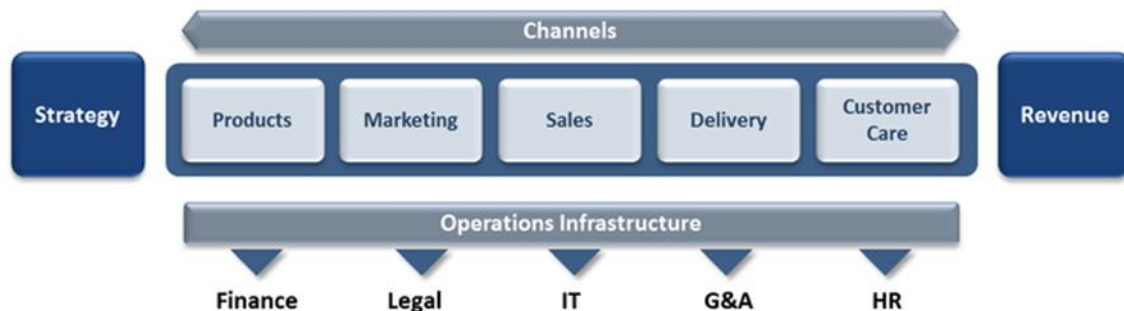 Channels
Strategy
Products
Marketing
Sales
Delivery
Customer
Care
Revenue
Operations Infrastructure
Finance
Legal
IT
G&A
HR